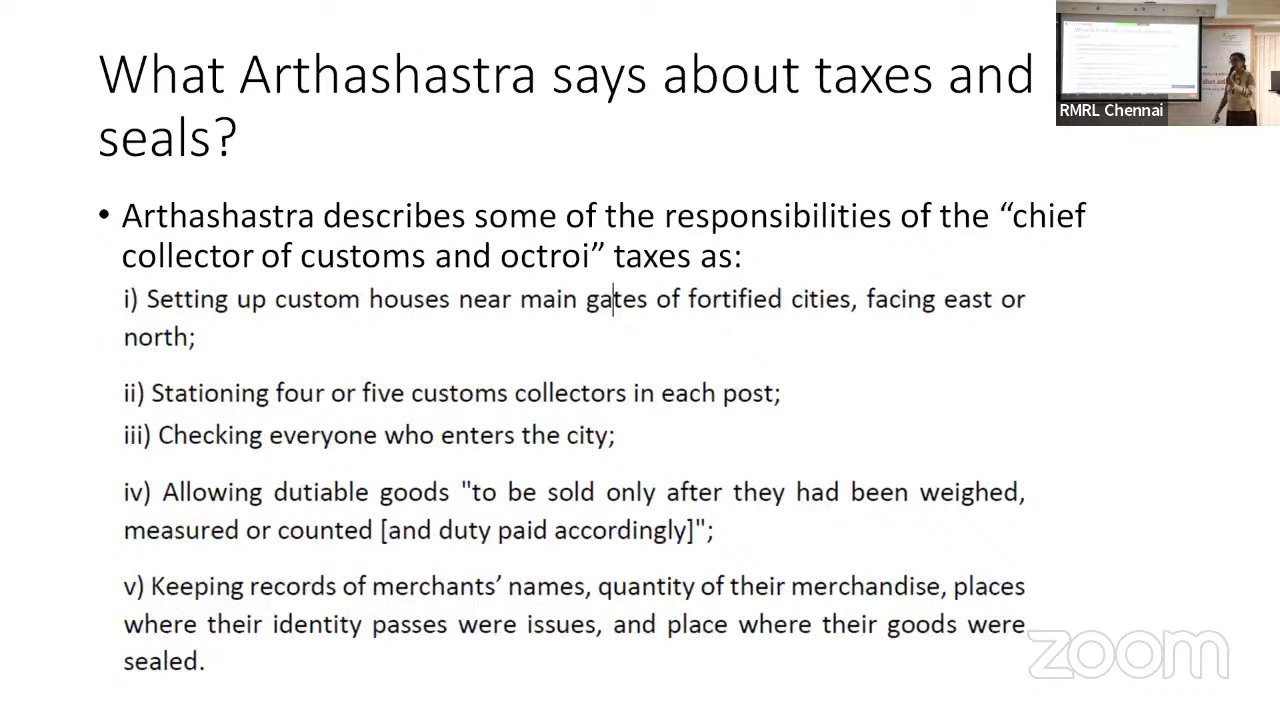 What Arthashastra says about taxes and
seals?
RMRL Chennai
• Arthashastra describes some of the responsibilities of the “chief
collector of customs and octroi” taxes as:
i) Setting up custom houses near main gates of fortified cities, facing east or
north;
ii) Stationing four or five customs collectors in each post;
iii) Checking everyone who enters the city;
iv) Allowing dutiable goods "to be sold only after they had been weighed,
measured or counted [and duty paid accordingly]";
v) Keeping records of merchants’ names, quantity of their merchandise, places
where their identity passes were issues, and place where their goods were
sealed.
zoom